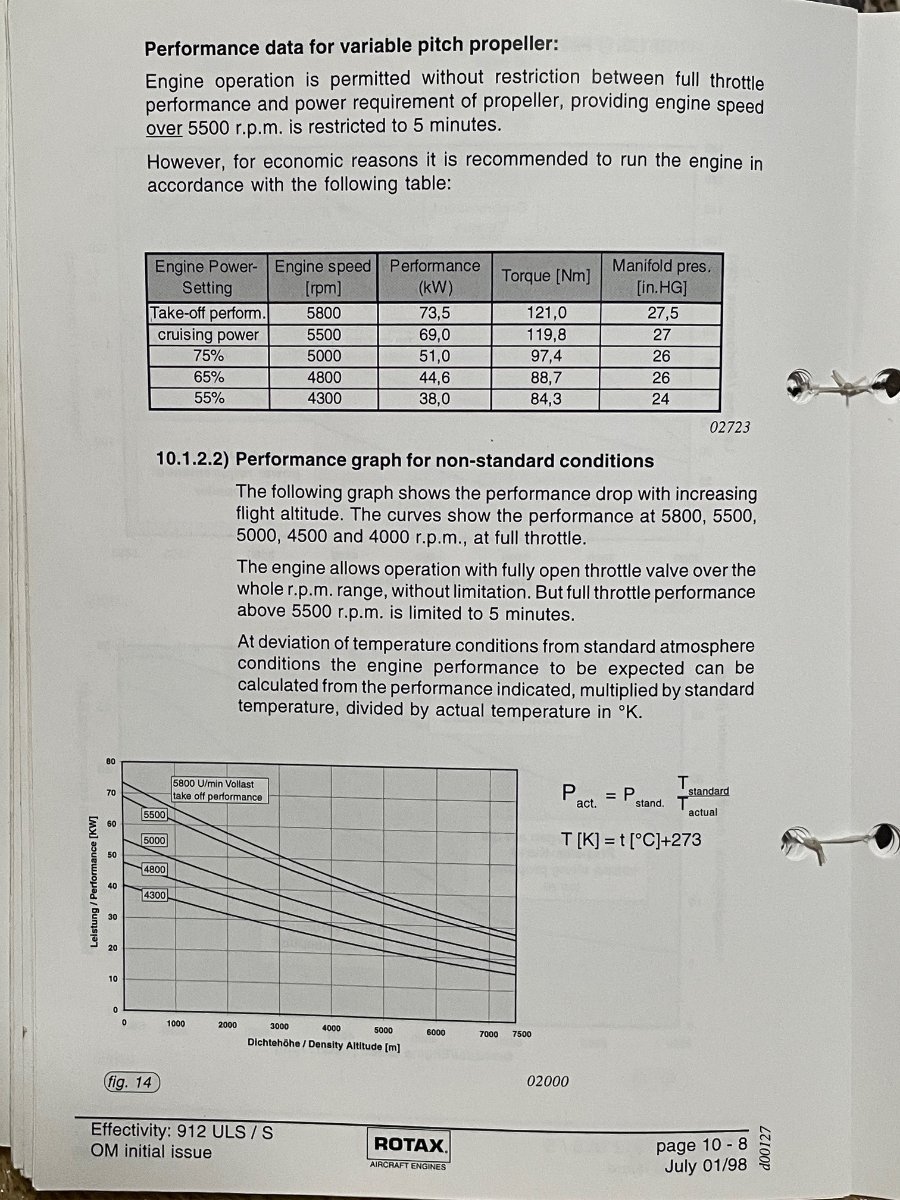 Performance data for variable pitch propeller:
Engine operation is permitted without restriction between full throttle
performance and power requirement of propeller, providing engine speed
over 5500 r.p.m. is restricted to 5 minutes.
However, for economic reasons it is recommended to run the engine in
accordance with the following table:
Engine Power- Engine speed Performance Torque [Nm] Manifold pres.
Setting [rpm] (kW) [in.HG]
Take-off perform. 5800 73,5 121,0 27,5
cruising power 5500 69,0 119,8 27
75% 5000 51,0 97,4 26
65% 4800 44,6 88,7 26
55% 4300 38,0 84,3 24
02723
10.1.2.2) Performance graph for non-standard conditions
The following graph shows the performance drop with increasing
flight altitude. The curves show the performance at 5800, 5500,
5000, 4500 and 4000 r.p.m., at full throttle.
The engine allows operation with fully open throttle valve over the
whole r.p.m. range, without limitation. But full throttle performance
above 5500 r.p.m. is limited to 5 minutes.
At deviation of temperature conditions from standard atmosphere
conditions the engine performance to be expected can be
calculated from the performance indicated, multiplied by standard
temperature, divided by actual temperature in °K.
Leistung / Performance [KW]
80
70
60
50
40
30
20
10
0
5800 U/min Vollast
take off performance
5500
5000
4800
4300
0 1000 2000 3000 4000 5000 6000 7000 7500
Dichtehöhe / Density Altitude [m]
P act. = P stand. T standard
T actual
T [K] = t [°C]+273
fig. 14
02000
Effectivity: 912 ULS / S
OM initial issue
ROTAX.
AIRCRAFT ENGINES
page 10 - 8
July 01/98
d00127